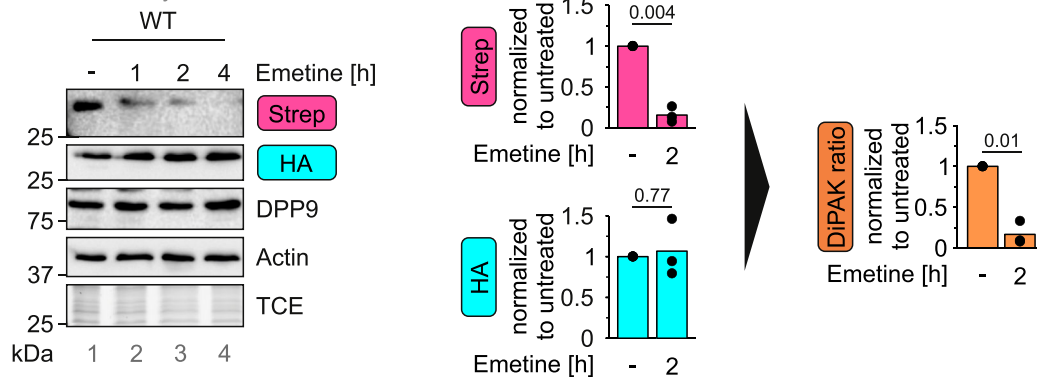 WT
- 1 2 4 Emetine [h]
Strep
25
HA
25
DPP9
75
Actin
37
TCE
25
kDa 1 2 3 4
Strep
normalized
to untreated
1.5
1
0.5
0
0.004
Emetine [h] - 2
HA
normalized
to untreated
1.5
1
0.5
0
0.77
Emetine [h] - 2
DiPAK ratio
normalized
to untreated
1.5
1
0.5
0
0.01
Emetine [h] - 2